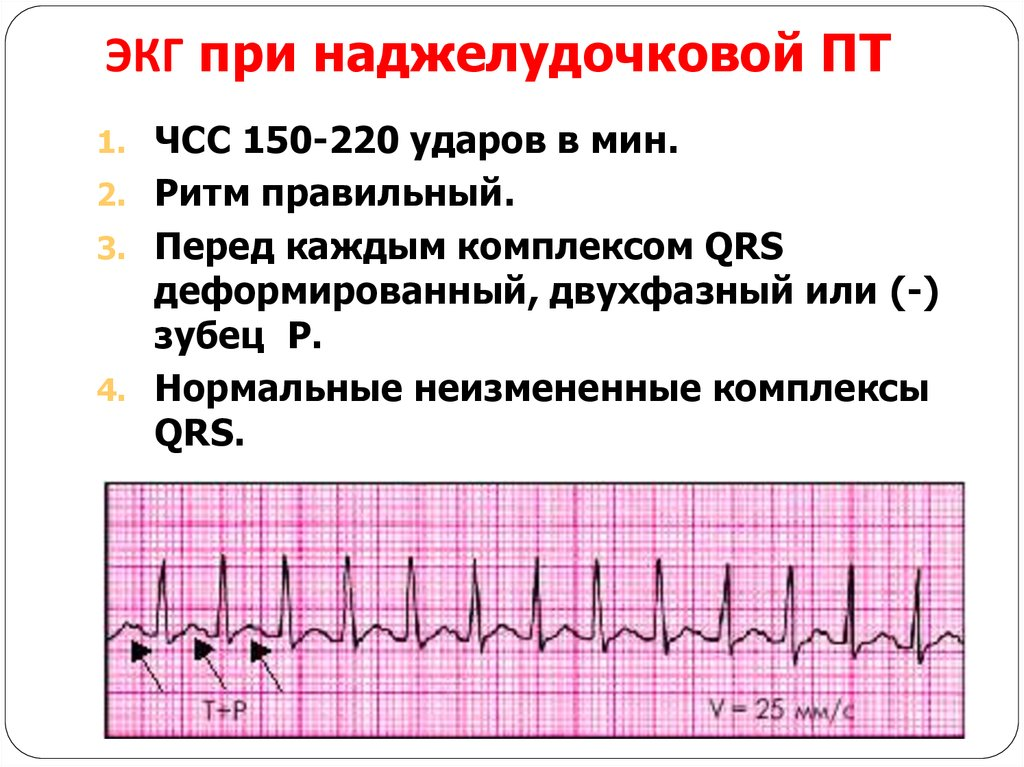 ЭКГ при наджелудочковой ПТ
1. ЧСС 150-220 ударов в мин.
2. Ритм правильный.
3. Перед каждым комплексом QRS
деформированный, двухфазный или (-)
зубец Р.
4. Нормальные неизмененные комплексы
QRS.
T+P
V = 25 мм/с